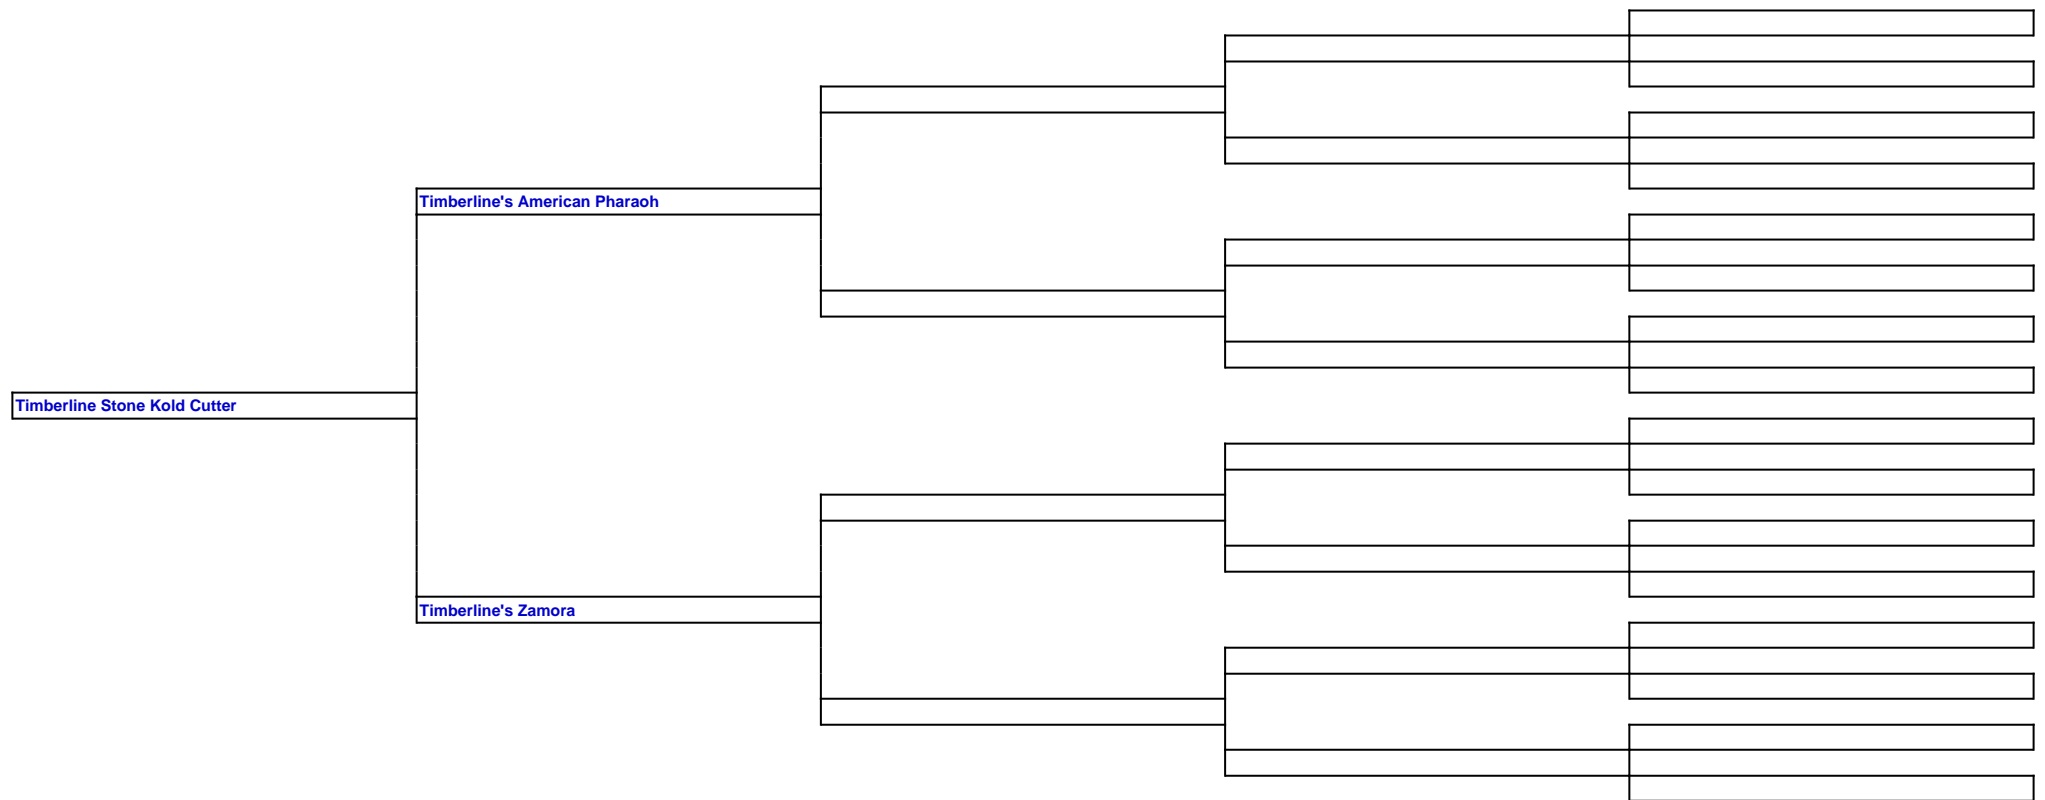 Timberline's American Pharaoh
Timberline Stone Kold Cutter
Timberline's Zamora